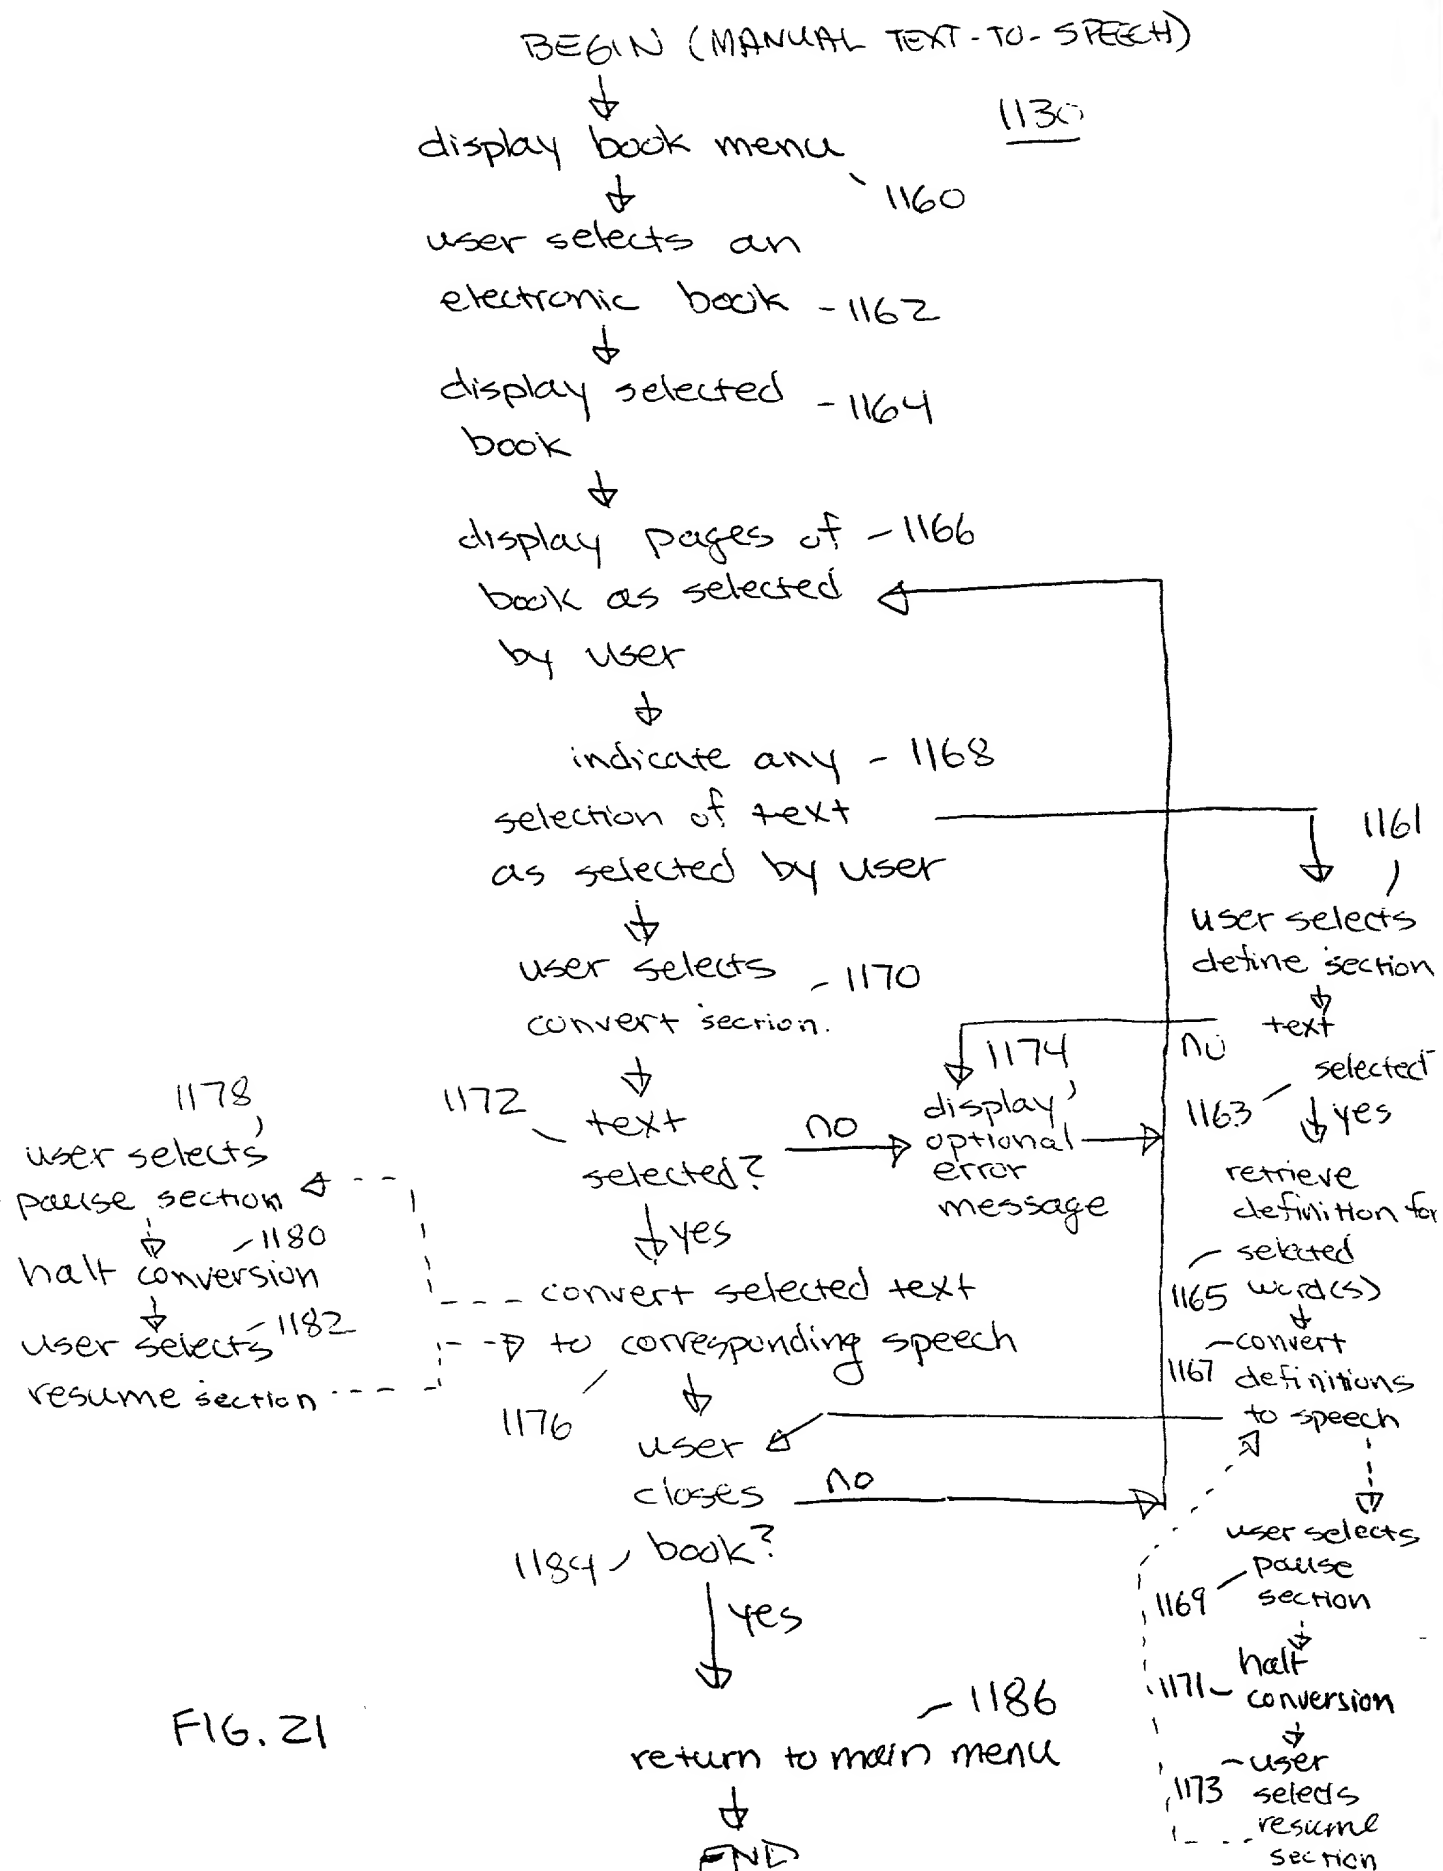 BEGIN (MANUAL TEXT-TO-SPEECH)
1130
display book menu
1160
user selects an
electronic book - 1162
display selected - 1164
book
display pages of - 1166
book as selected
by user
indicate any - 1168
selection of text
as selected by user
user selects - 1170
convert section.
1172
text
selected?
no
yes
1174
display
optional
error
message
convert selected text
to corresponding speech
1176
user
closes
book?
no
1184
yes
1186
return to main menu
END
1178
user selects
pause section
1180
halt conversion
user selects 1182
resume section
1161
user selects
define section
text
selected
no
1163
yes
retrieve
definition for
selected
1165 word(s)
convert
1167 definitions
to speech
user selects
pause
1169 section
halt
1171 conversion
user
1173 selects
resume
section
FIG. 21